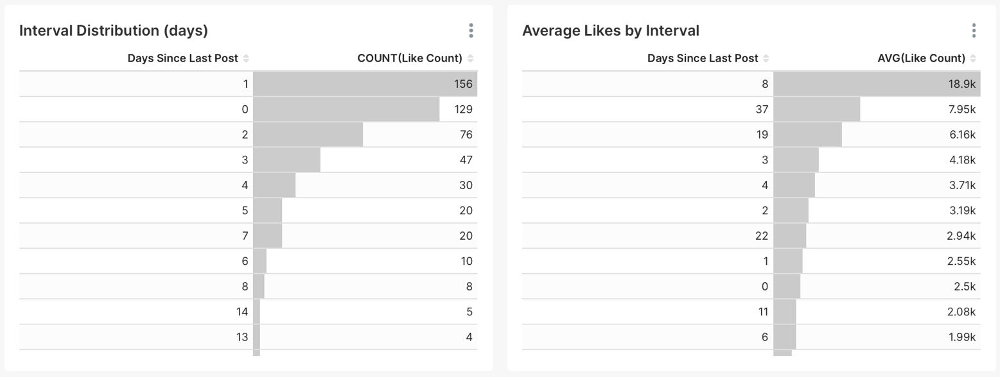 Interval Distribution (days)
Days Since Last Post COUNT(Like Count)
1 156
0 129
2 76
3 47
4 30
5 20
7 20
6 10
8 8
14 5
13 4
Average Likes by Interval
Days Since Last Post AVG(Like Count)
8 18.9k
37 7.95k
19 6.16k
3 4.18k
4 3.71k
2 3.19k
22 2.94k
1 2.55k
0 2.5k
11 2.08k
6 1.99k